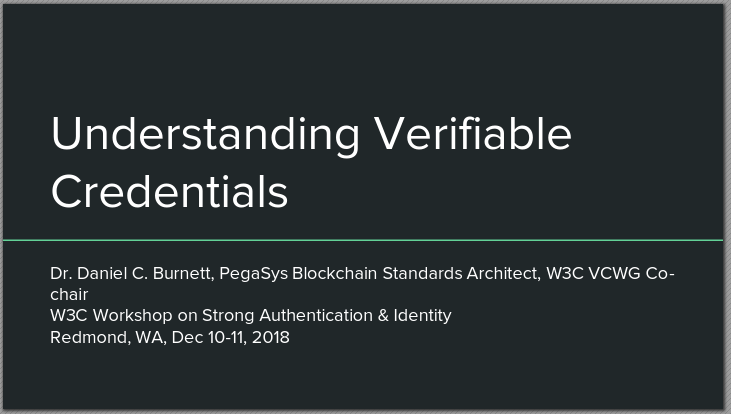 Understanding Verifiable
Credentials
Dr. Daniel C. Burnett, PegaSys Blockchain Standards Architect, W3C VCWG Co-
chair
W3C Workshop on Strong Authentication & Identity
Redmond, WA, Dec 10-11, 2018